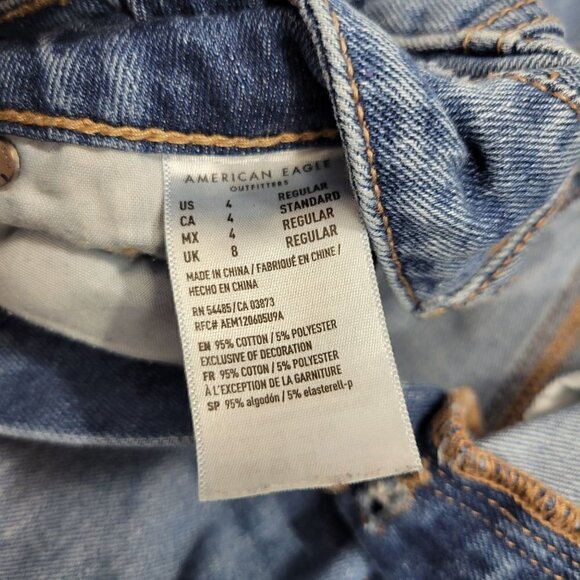 AMERICAN EAGLE
OUTFITTERS
US 4 REGULAR
CA 4 STANDARD
MX 4 REGULAR
UK 8 REGULAR
MADE IN CHINA / FABRIQUÉ EN CHINE /
HECHO EN CHINA
RN 54485/CA 03873
RFC# AEM120605U9A
EN 95% COTTON / 5% POLYESTER
EXCLUSIVE OF DECORATION
FR 95% COTTON / 5% POLYESTER
À L'EXCEPTION DE LA GARNITURE
SP 95% algodón / 5% elasterell-p